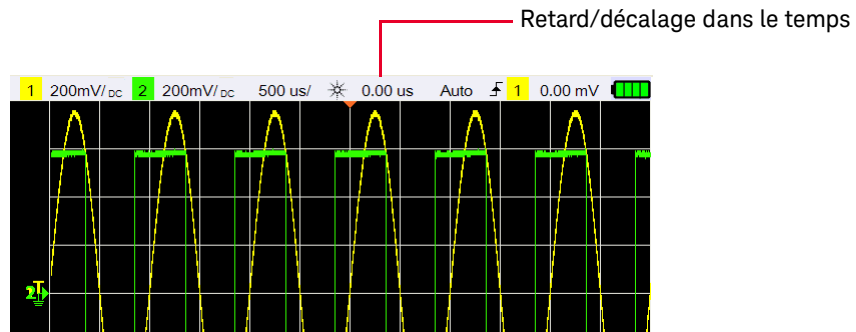 Retard/décalage dans le temps
1 200mV/ DC 2 200mV/ DC 500 us/ 0.00 us Auto 1 0.00 mV
2